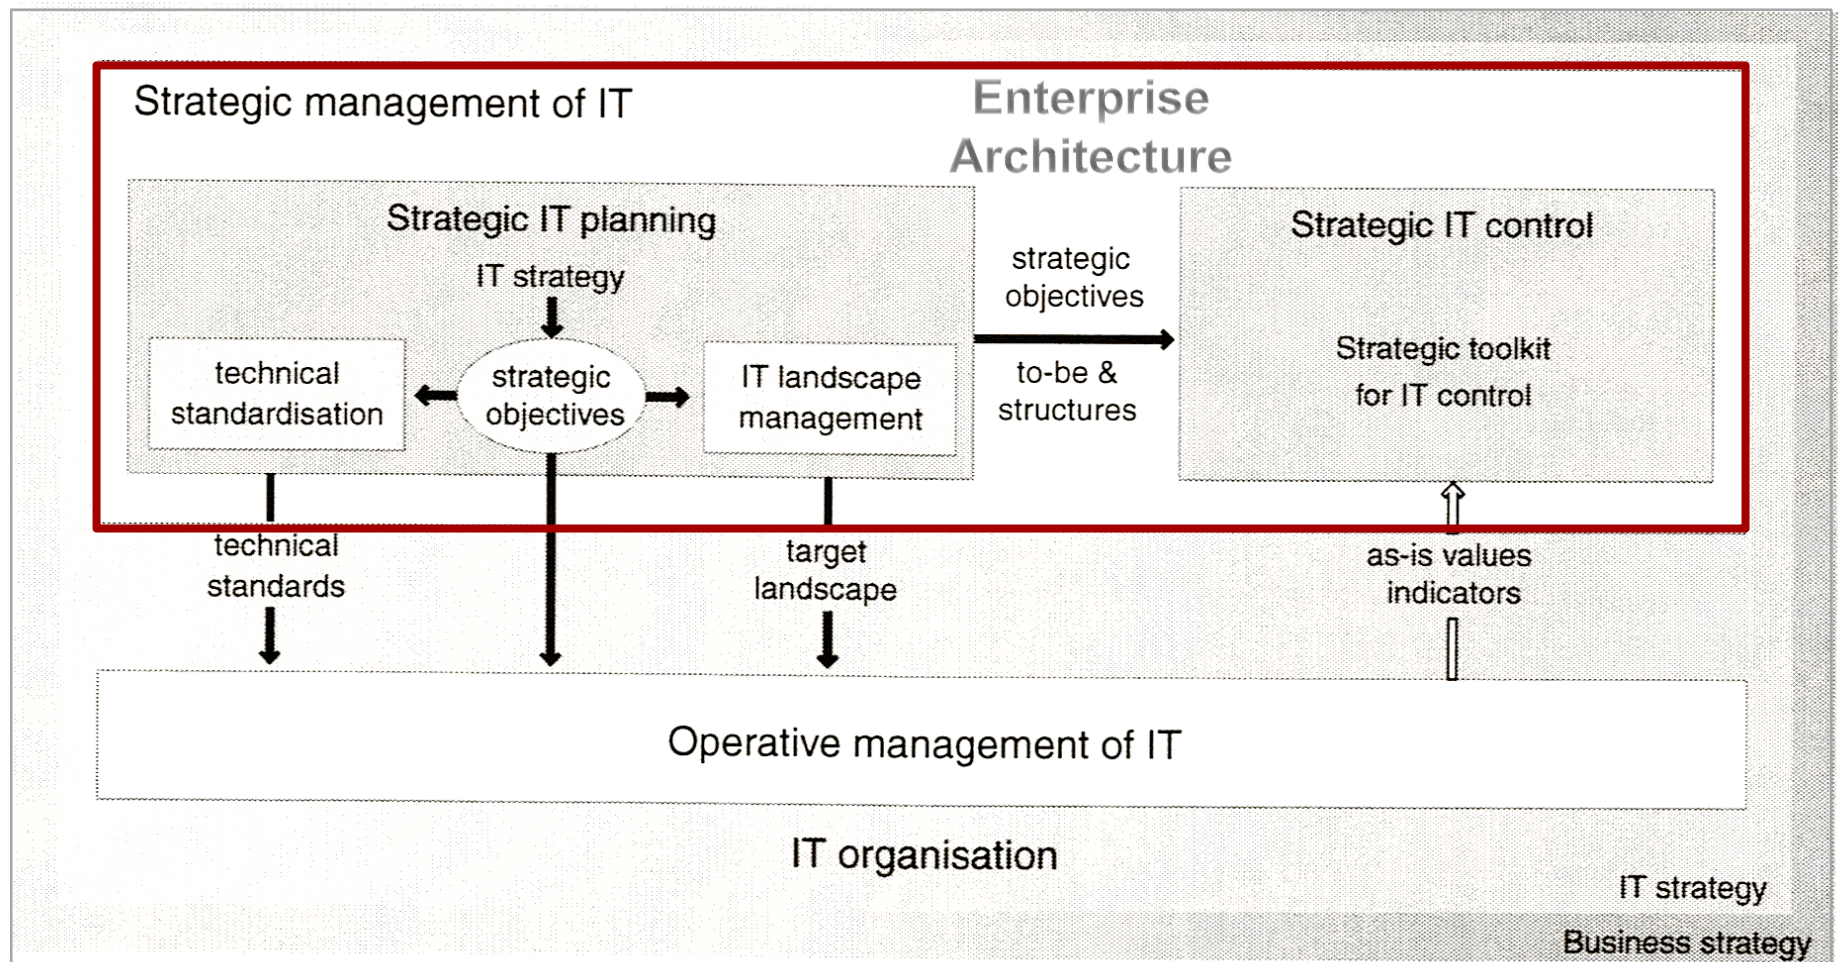 Strategic management of IT
Enterprise
Architecture
Strategic IT planning
IT strategy
technical
standardisation
strategic
objectives
IT landscape
management
strategic
objectives
to-be &
structures
Strategic IT control
Strategic toolkit
for IT control
technical
standards
target
landscape
as-is values
indicators
Operative management of IT
IT organisation
IT strategy
Business strategy